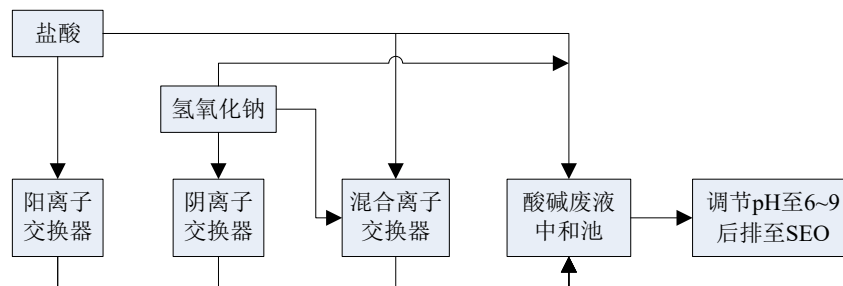 盐酸
氢氧化钠
阳离子
交换器
阴离子
交换器
混合离子
交换器
酸碱废液
中和池
调节pH至6~9
后排至SEO